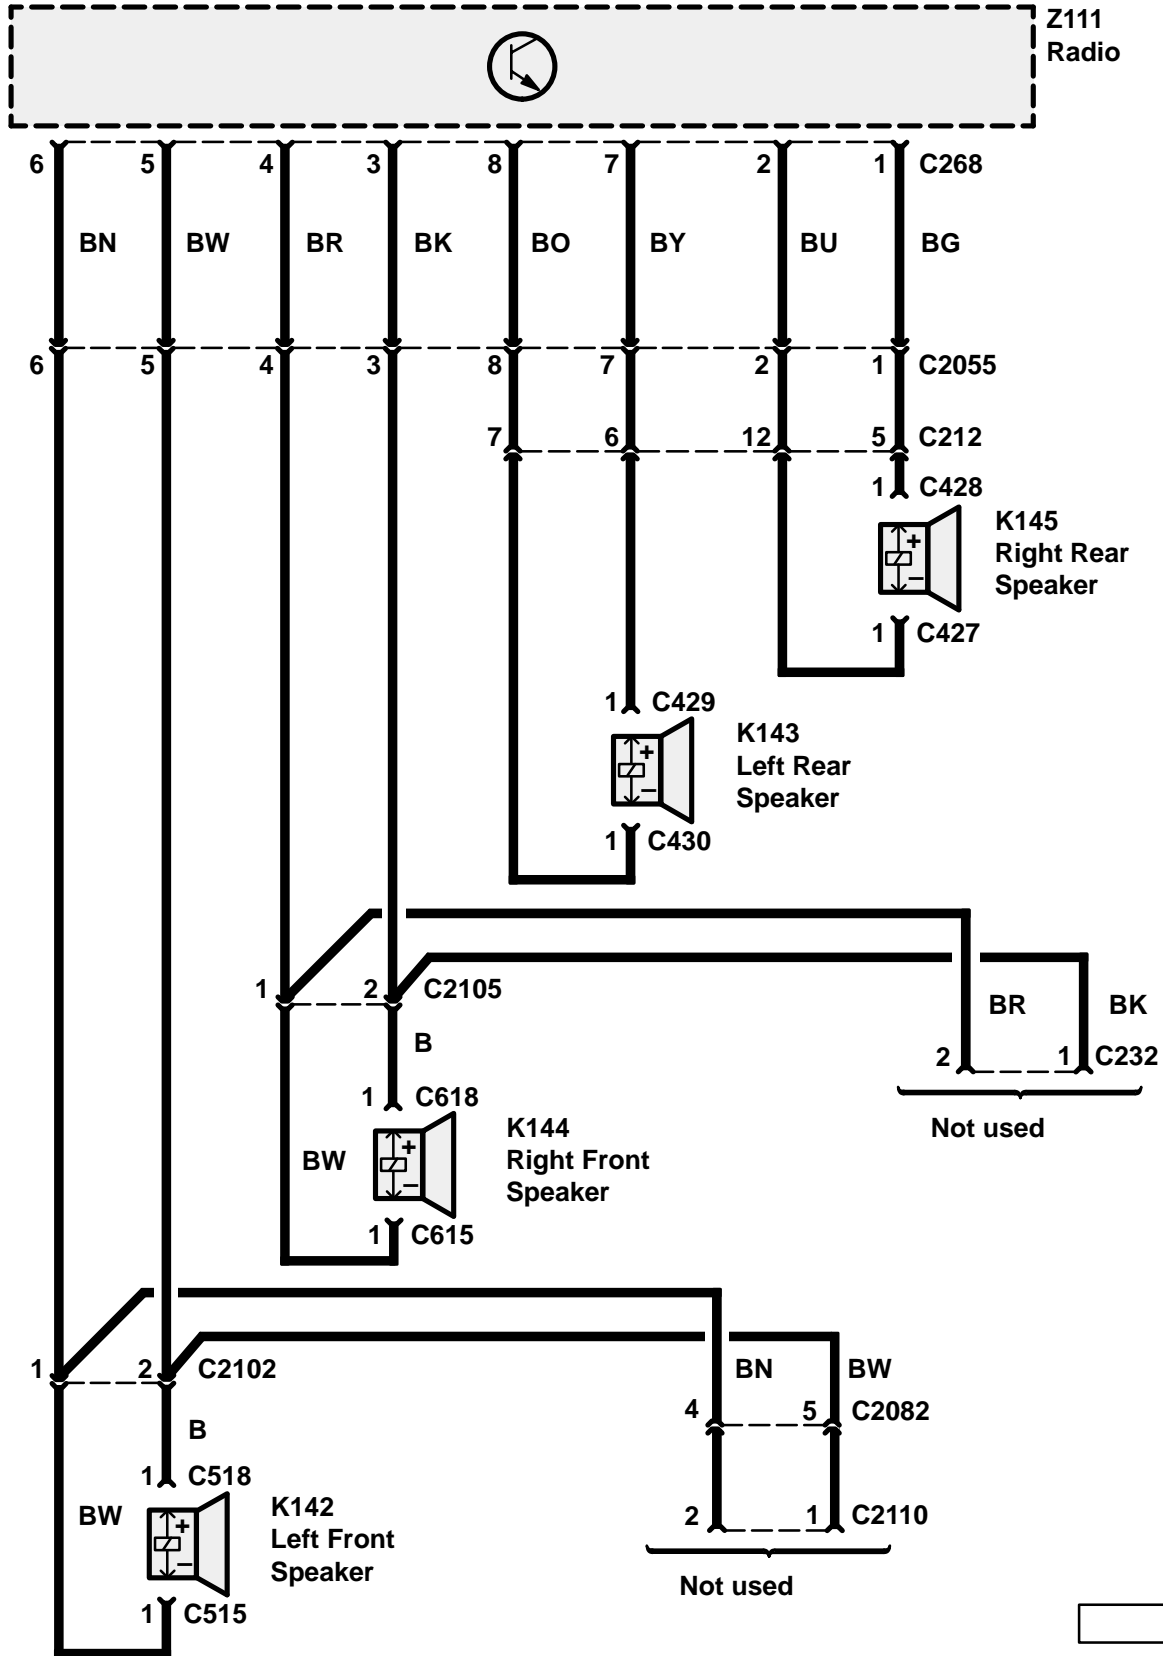 Z111
Radio
6 5 4 3 8 7 2 1 C268
BN BW BR BK BO BY BU BG
6 5 4 3 8 7 2 1 C2055
7 6 12 5 C212
1 C428
K145
Right Rear
Speaker
+
–
1 C427
1 C429
K143
Left Rear
Speaker
+
–
1 C430
1 2 C2105
BR BK
B
2 1 C232
Not used
1 C618
K144
Right Front
Speaker
BW
+
–
1 C615
1 2 C2102
BN BW
4 5 C2082
B
1 C518
K142
Left Front
Speaker
BW
+
–
2 1 C2110
Not used
1 C515